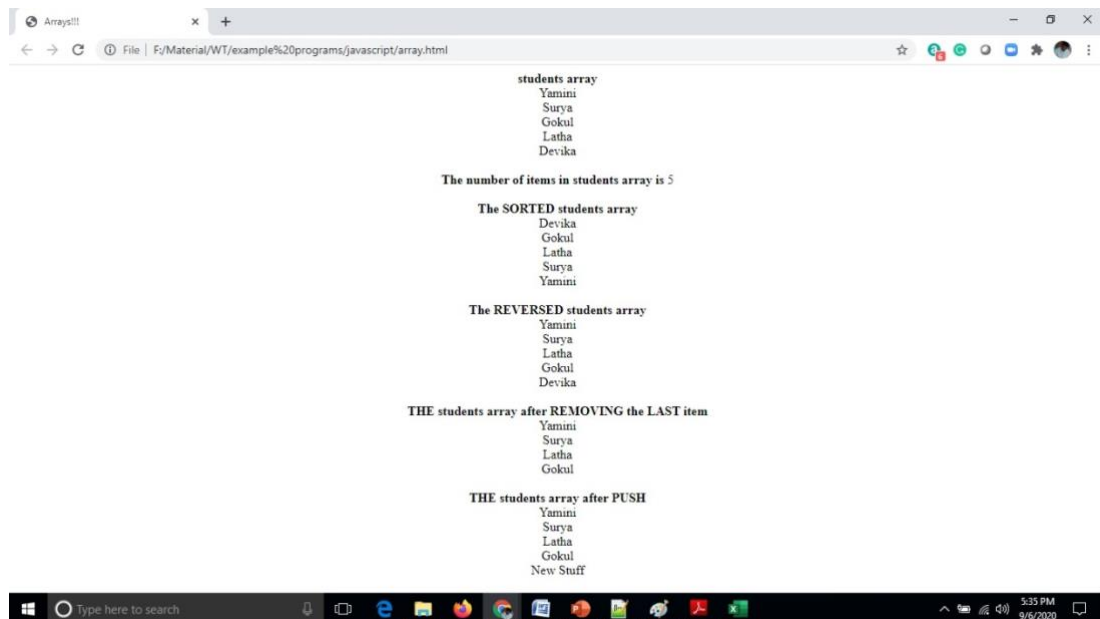 Arrays!!!
File | F:/Material/WT/example%20programs/javascript/array.html
students array
Yamini
Surya
Gokul
Latha
Devika
The number of items in students array is 5
The SORTED students array
Devika
Gokul
Latha
Surya
Yamini
The REVERSED students array
Yamini
Surya
Latha
Gokul
Devika
THE students array after REMOVING the LAST item
Yamini
Surya
Latha
Gokul
THE students array after PUSH
Yamini
Surya
Latha
Gokul
New Stuff
Type here to search
5:35 PM
9/6/2020